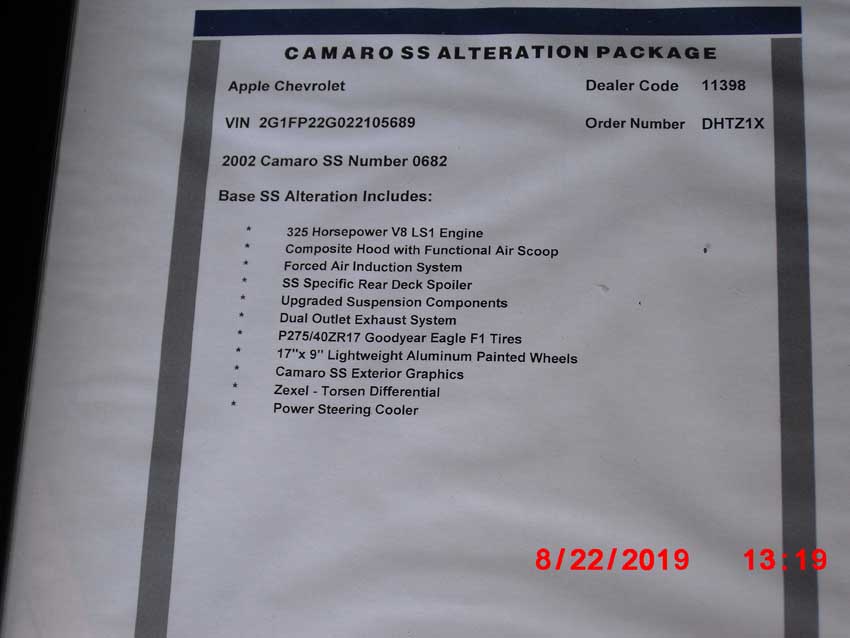 CAMARO SS ALTERATION PACKAGE
Apple Chevrolet Dealer Code 11398
VIN 2G1FP22G022105689 Order Number DHTZ1X
2002 Camaro SS Number 0682
Base SS Alteration Includes:
* 325 Horsepower V8 LS1 Engine
* Composite Hood with Functional Air Scoop
* Forced Air Induction System
* SS Specific Rear Deck Spoiler
* Upgraded Suspension Components
* Dual Outlet Exhaust System
* P275/40ZR17 Goodyear Eagle F1 Tires
* 17"x 9" Lightweight Aluminum Painted Wheels
* Camaro SS Exterior Graphics
* Zexel - Torsen Differential
* Power Steering Cooler
8/22/2019 13:19